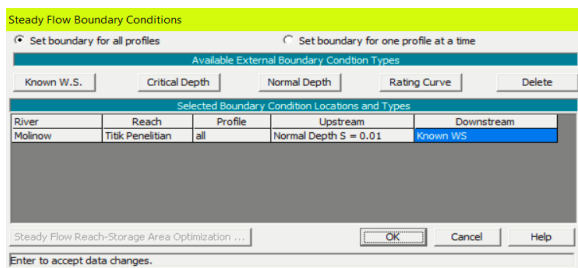 Steady Flow Boundary Conditions
Set boundary for all profiles Set boundary for one profile at a time
Available External Boundary Condtion Types
Known W.S. Critical Depth Normal Depth Rating Curve Delete
Selected Boundary Condition Locations and Types
River Reach Profile Upstream Downstream
Molinow Titik Penelitian all Normal Depth S = 0.01 Known WS
Steady Flow Reach-Storage Area Optimization ... OK Cancel Help
Enter to accept data changes.